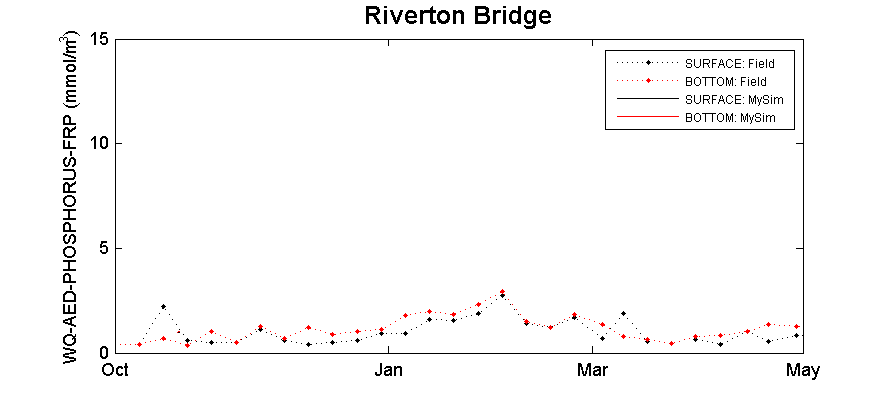 Riverton Bridge
WQ-AED-PHOSPHORUS-FRP (mmol/m³)
15
10
5
0
Oct
Jan
Mar
May
SURFACE: Field
BOTTOM: Field
SURFACE: MySim
BOTTOM: MySim